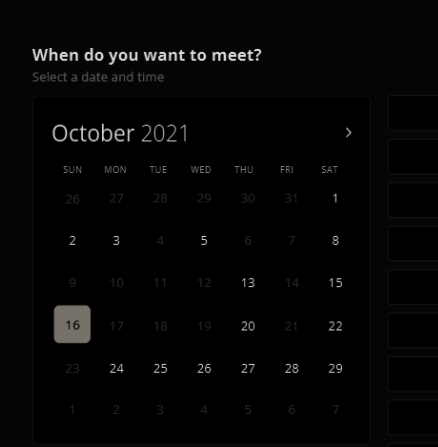 When do you want to meet?
Select a date and time
October 2021 >
SUN MON TUE WED THU FRI SAT
26 27 28 29 30 31 1
2 3 4 5 6 7 8
9 10 11 12 13 14 15
16 17 18 19 20 21 22
23 24 25 26 27 28 29
1 2 3 4 5 6 7